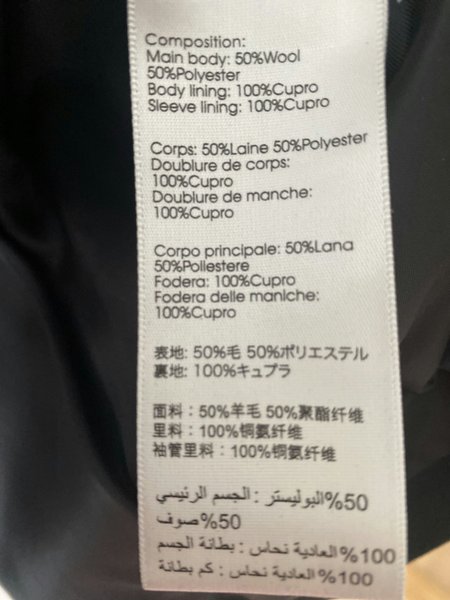 Composition:
Main body: 50%Wool
50%Polyester
Body lining: 100%Cupro
Sleeve lining: 100%Cupro
Corps: 50%Laine 50%Polyester
Doublure de corps:
100%Cupro
Doublure de manche:
100%Cupro
Corpo principale: 50%Lana
50%Poliestere
Fodera: 100%Cupro
Fodera delle maniche:
100%Cupro
表地: 50%毛 50%ポリエステル
裏地: 100%キュプラ
面料：50%羊毛 50%聚酯纤维
里料：100%铜氨纤维
袖管里料：100%铜氨纤维
50%البوليستر : الجسم الرئيسي
50%صوف
100%العادية نحاس : بطانة الجسم
100%العادية نحاس : كم بطانة